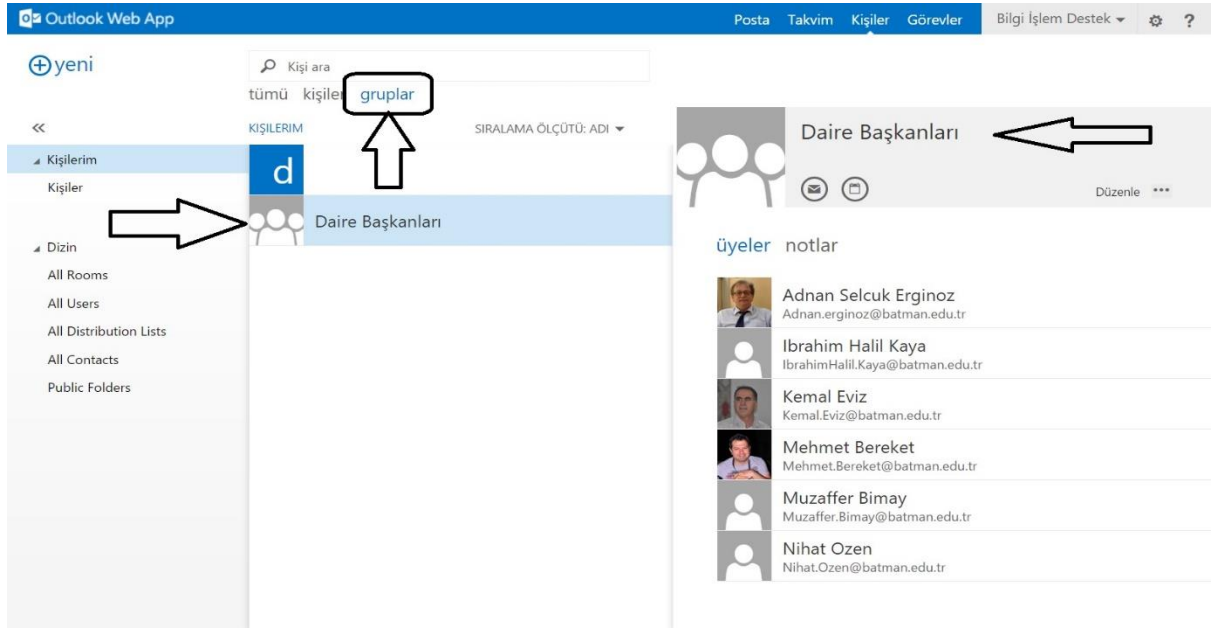 Outlook Web App
Posta Takvim Kişiler Görevler Bilgi İşlem Destek ?
yeni
Kişi ara
tümü kişiler gruplar
KIŞILERIM SIRALAMA ÖLÇÜTÜ: ADI
Kişilerim
Kişiler
Dizin
All Rooms
All Users
All Distribution Lists
All Contacts
Public Folders
d
Daire Başkanları
Daire Başkanları
Düzenle
üyeler notlar
Adnan Selcuk Erginoz
Adnan.erginoz@batman.edu.tr
Ibrahim Halil Kaya
IbrahimHalil.Kaya@batman.edu.tr
Kemal Eviz
Kemal.Eviz@batman.edu.tr
Mehmet Bereket
Mehmet.Bereket@batman.edu.tr
Muzaffer Bimay
Muzaffer.Bimay@batman.edu.tr
Nihat Ozen
Nihat.Ozen@batman.edu.tr